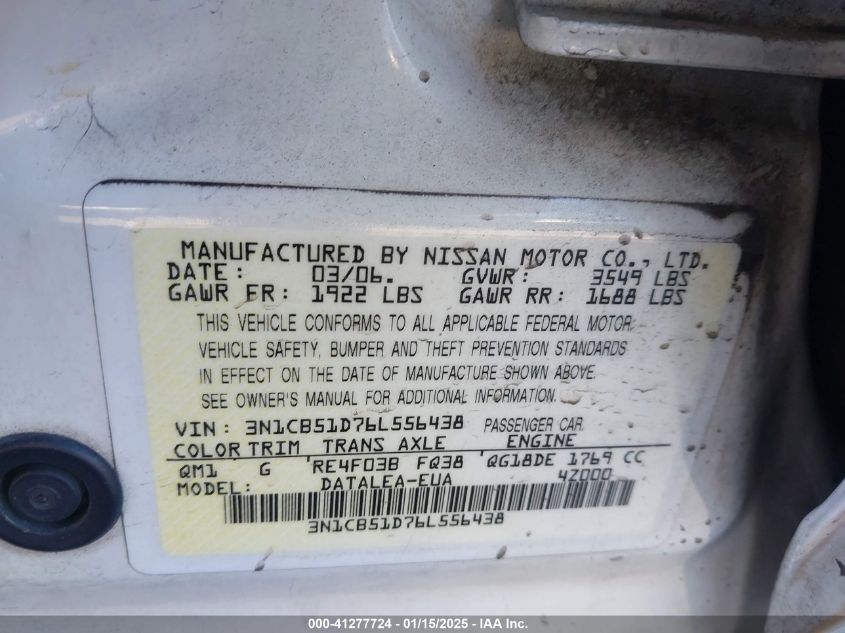 MANUFACTURED BY NISSAN MOTOR CO., LTD.
DATE: 03/06. GVWR: 3549 LBS
GAWR FR: 1922 LBS GAWR RR: 1688 LBS
THIS VEHICLE CONFORMS TO ALL APPLICABLE FEDERAL MOTOR
VEHICLE SAFETY, BUMPER AND THEFT PREVENTION STANDARDS
IN EFFECT ON THE DATE OF MANUFACTURE SHOWN ABOVE.
SEE OWNER'S MANUAL FOR ADDITIONAL INFORMATION.
VIN: 3N1CB51D76L556438 PASSENGER CAR
COLOR TRIM TRANS AXLE ENGINE
QM1 G RE4F03B FQ38 QG18DE 1769 CC
MODEL: DATALEA-EUA 4Z000
3N1CB51D76L556438
000-41277724 - 01/15/2025 - IAA Inc.